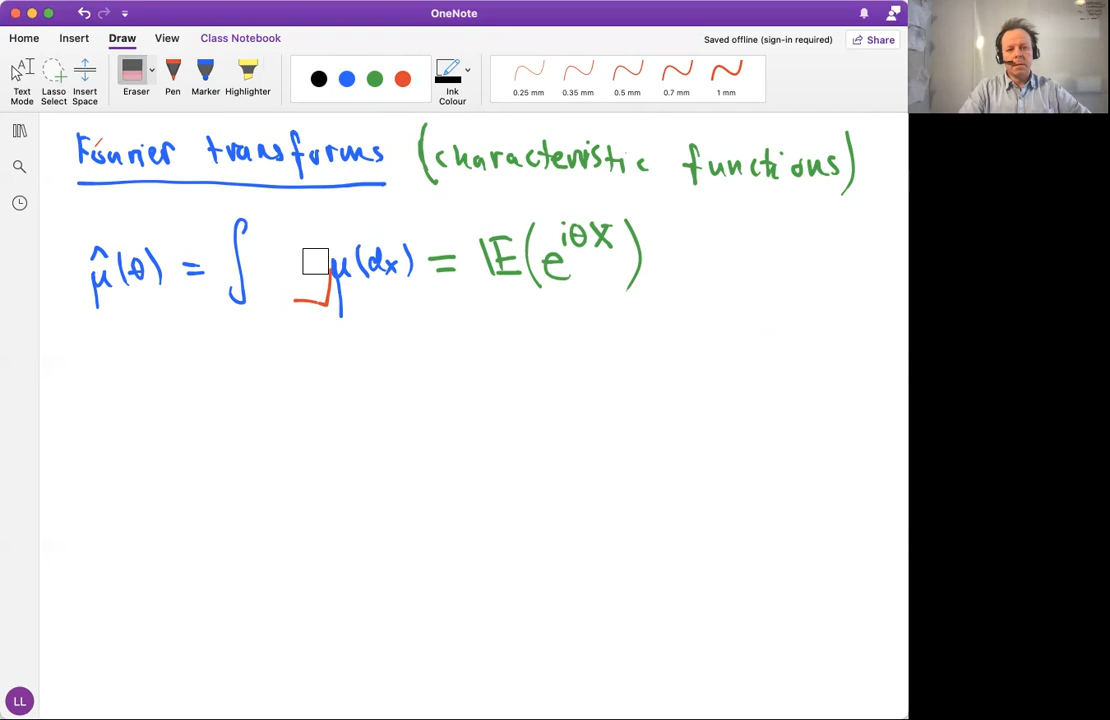 OneNote
Home Insert Draw View Class Notebook
Saved offline (sign-in required) Share
Text Mode Lasso Select Insert Space Eraser Pen Marker Highlighter Ink Colour 0.25 mm 0.35 mm 0.5 mm 0.7 mm 1 mm
Fourier transforms (characteristic functions)
μ̂(θ) = ∫ μ(dx) = 𝔼(e^{iθX})
LL